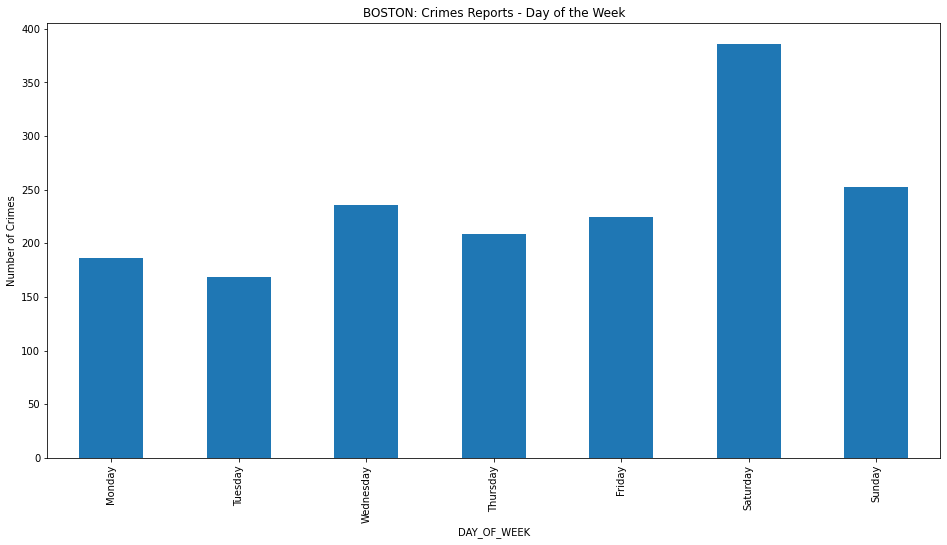 BOSTON: Crimes Reports - Day of the Week
400
350
300
250
200
150
100
50
0
Number of Crimes
Monday
Tuesday
Wednesday
Thursday
Friday
Saturday
Sunday
DAY_OF_WEEK